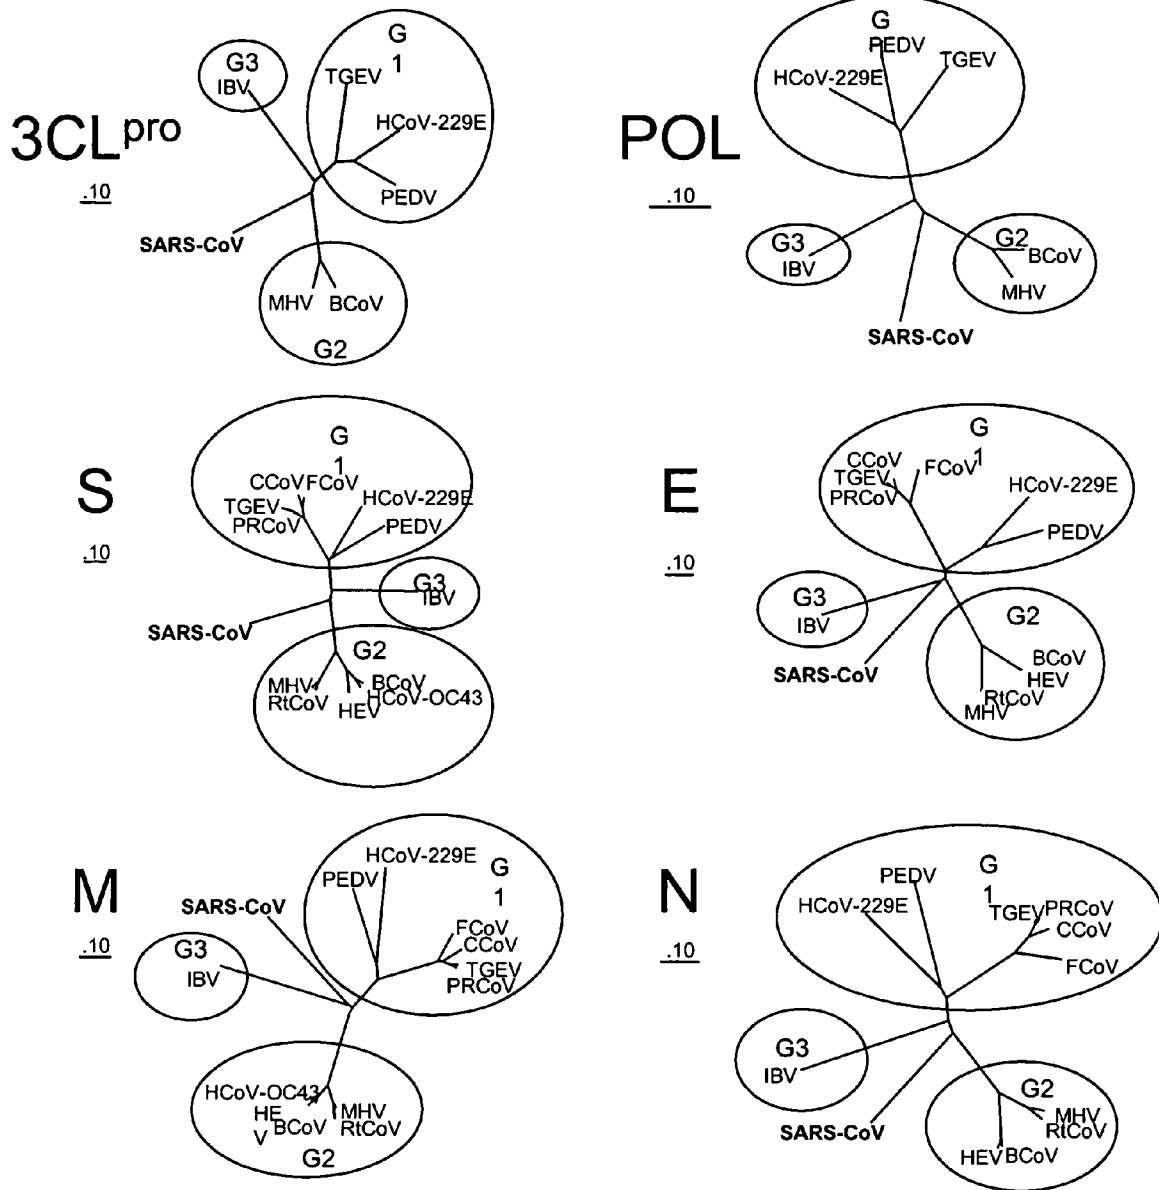 3CLpro
.10
G3
IBV
G
1
TGEV
HCoV-229E
PEDV
SARS-CoV
MHV
BCoV
G2
POL
.10
G
PEDV
TGEV
HCoV-229E
G3
IBV
G2
BCoV
MHV
SARS-CoV
S
.10
G
1
CCoV
FCoV
TGEV
PRCoV
HCoV-229E
PEDV
G3
IBV
SARS-CoV
G2
MHV
RtCoV
BCoV
HCoV-OC43
HEV
E
.10
G
1
CCoV
TGEV
PRCoV
FCoV
HCoV-229E
PEDV
G3
IBV
SARS-CoV
G2
BCoV
HEV
RtCoV
MHV
M
.10
G
1
HCoV-229E
PEDV
SARS-CoV
FCoV
CCoV
TGEV
PRCoV
G3
IBV
HCoV-OC43
HE
V
BCoV
MHV
RtCoV
G2
N
.10
G
1
PEDV
HCoV-229E
TGEV
PRCoV
CCoV
FCoV
G3
IBV
SARS-CoV
G2
MHV
RtCoV
HEV
BCoV